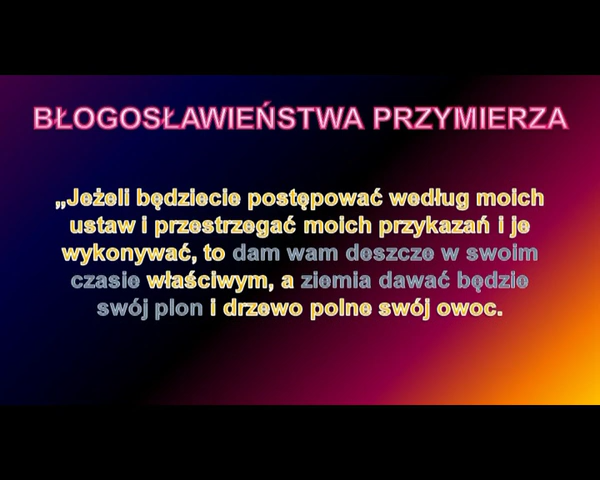 BŁOGOSŁAWIEŃSTWA PRZYMIERZA
„Jeżeli będziecie postępować według moich
ustaw i przestrzegać moich przykazań i je
wykonywać, to dam wam deszcze w swoim
czasie właściwym, a ziemia dawać będzie
swój plon i drzewo polne swój owoc.